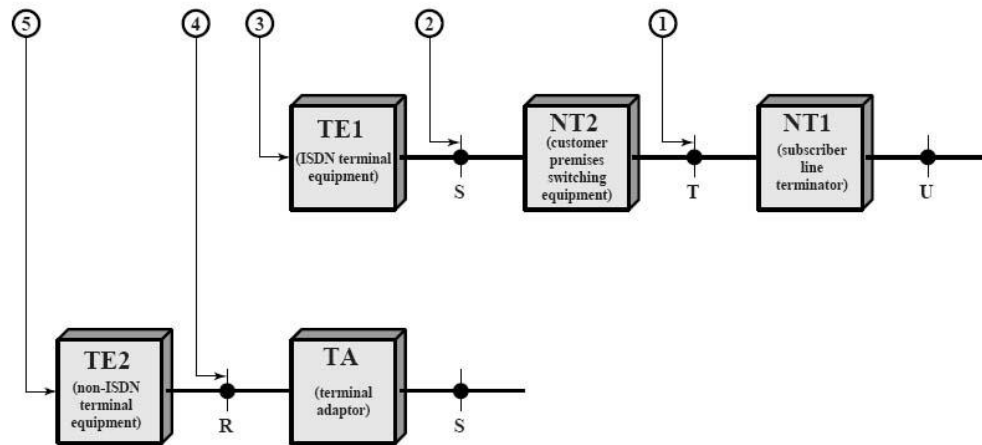 5
4
3
2
1
TE1
(ISDN terminal
equipment)
NT2
(customer
premises
switching
equipment)
NT1
(subscriber
line
terminator)
S
T
U
TE2
(non-ISDN
terminal
equipment)
TA
(terminal
adaptor)
R
S